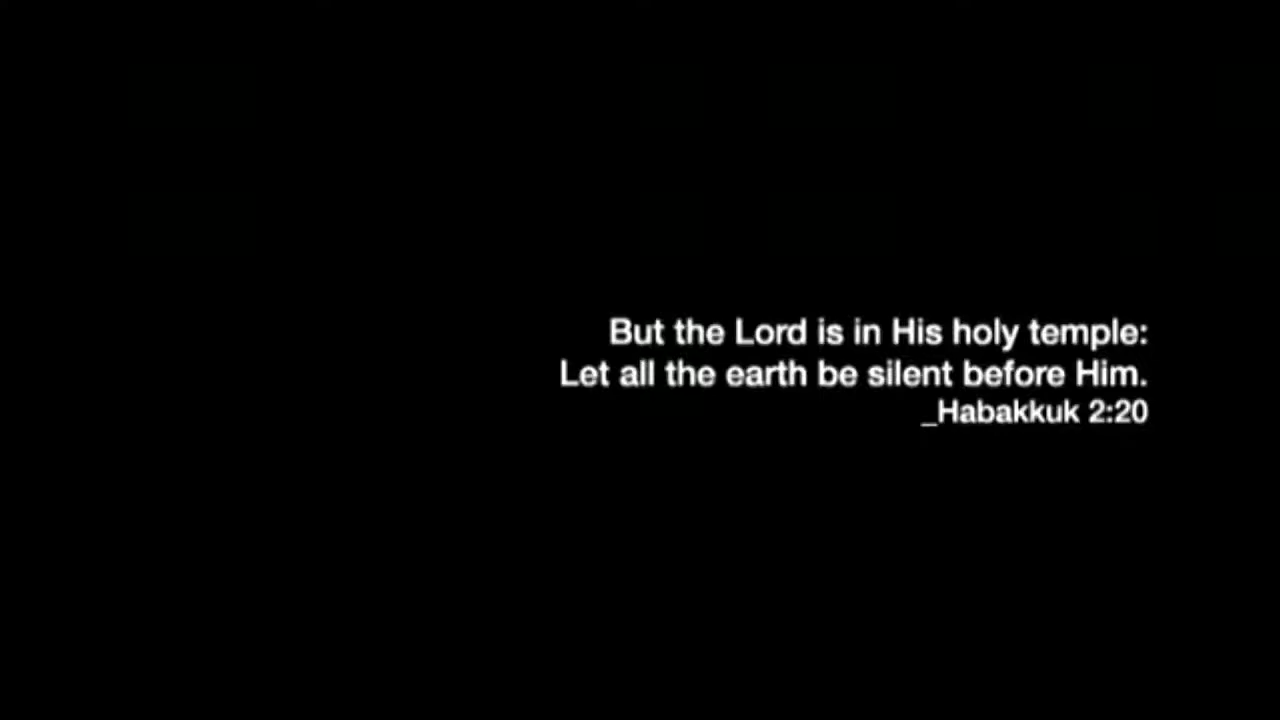 But the Lord is in His holy temple:
Let all the earth be silent before Him.
_Habakkuk 2:20